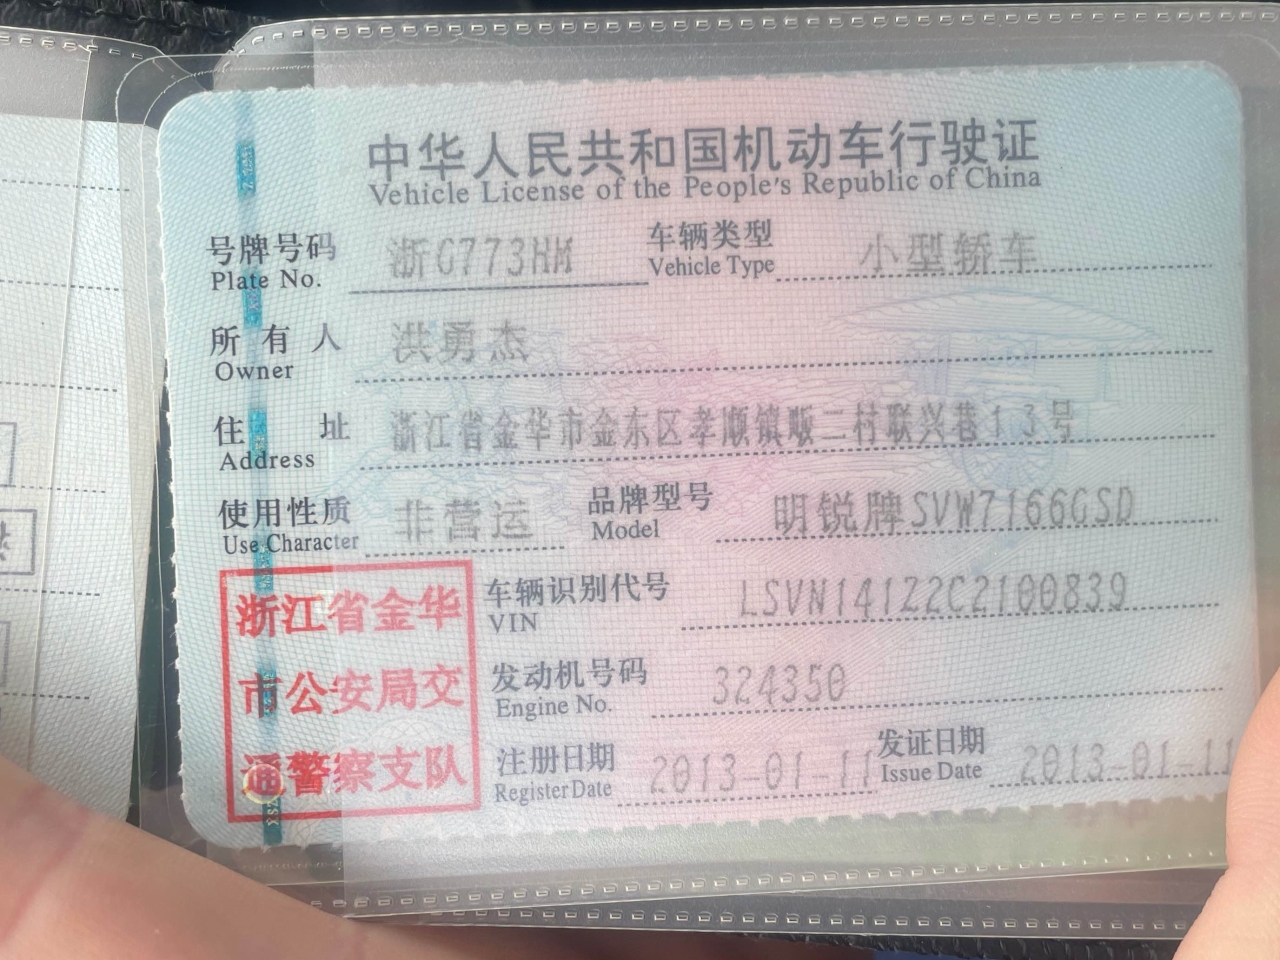 中华人民共和国机动车行驶证
Vehicle License of the People's Republic of China
号牌号码 浙G773HM 车辆类型 小型轿车
Plate No. Vehicle Type
所有人 洪勇杰
Owner
住址 浙江省金华市金东区孝顺镇畈二村联兴巷13号
Address
使用性质 非营运 品牌型号 明锐牌SVW7166GSD
Use Character Model
浙江省金华
市公安局交
通警察支队
车辆识别代号 LSVN141Z2C2100839
VIN
发动机号码 324350
Engine No.
注册日期 2013-01-11 发证日期 2013-01-11
Register Date Issue Date